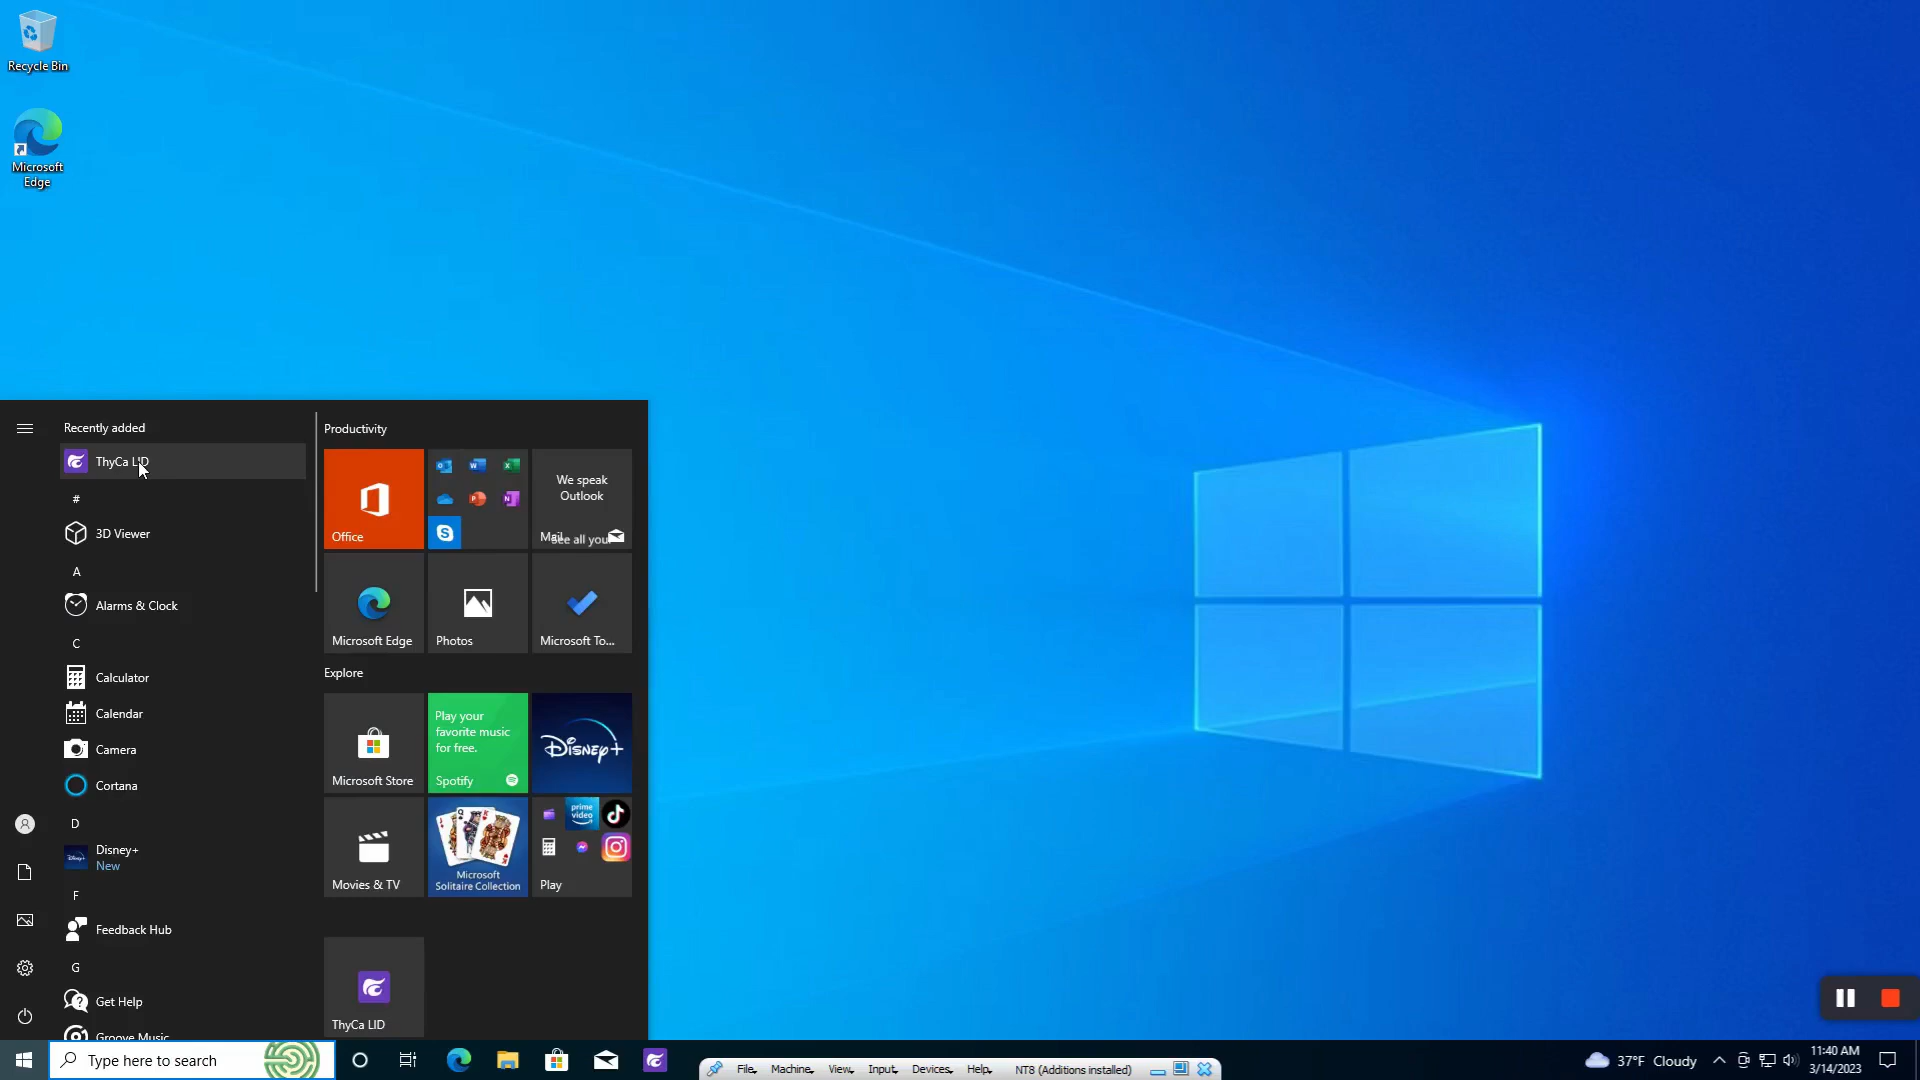 Recycle Bin
Microsoft
Edge
Recently added
ThyCa LID
#
3D Viewer
A
Alarms & Clock
C
Calculator
Calendar
Camera
Cortana
D
Disney+
New
F
Feedback Hub
G
Get Help
Groove Music
Productivity
Office
We speak
Outlook
Mail
See all your
Microsoft Edge
Photos
Microsoft To...
Explore
Microsoft Store
Play your
favorite music
for free.
Spotify
Disney+
Movies & TV
Microsoft
Solitaire Collection
prime
video
Play
ThyCa LID
Type here to search
File
Machine
View
Input
Devices
Help
NT8 (Additions installed)
37°F Cloudy
11:40 AM
3/14/2023